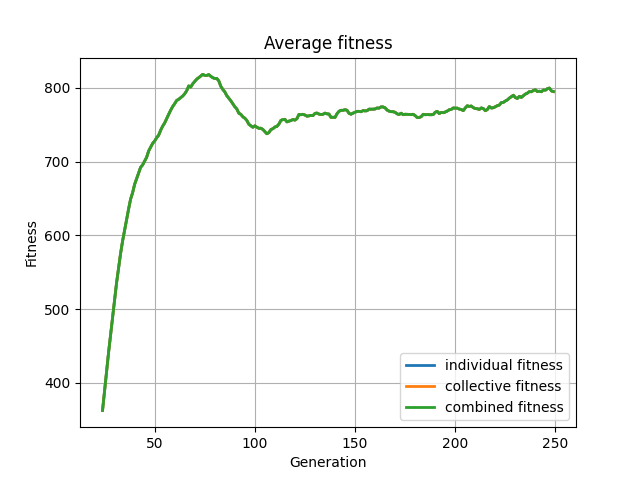 Average fitness
Fitness
800
700
600
500
400
50 100 150 200 250
Generation
individual fitness
collective fitness
combined fitness